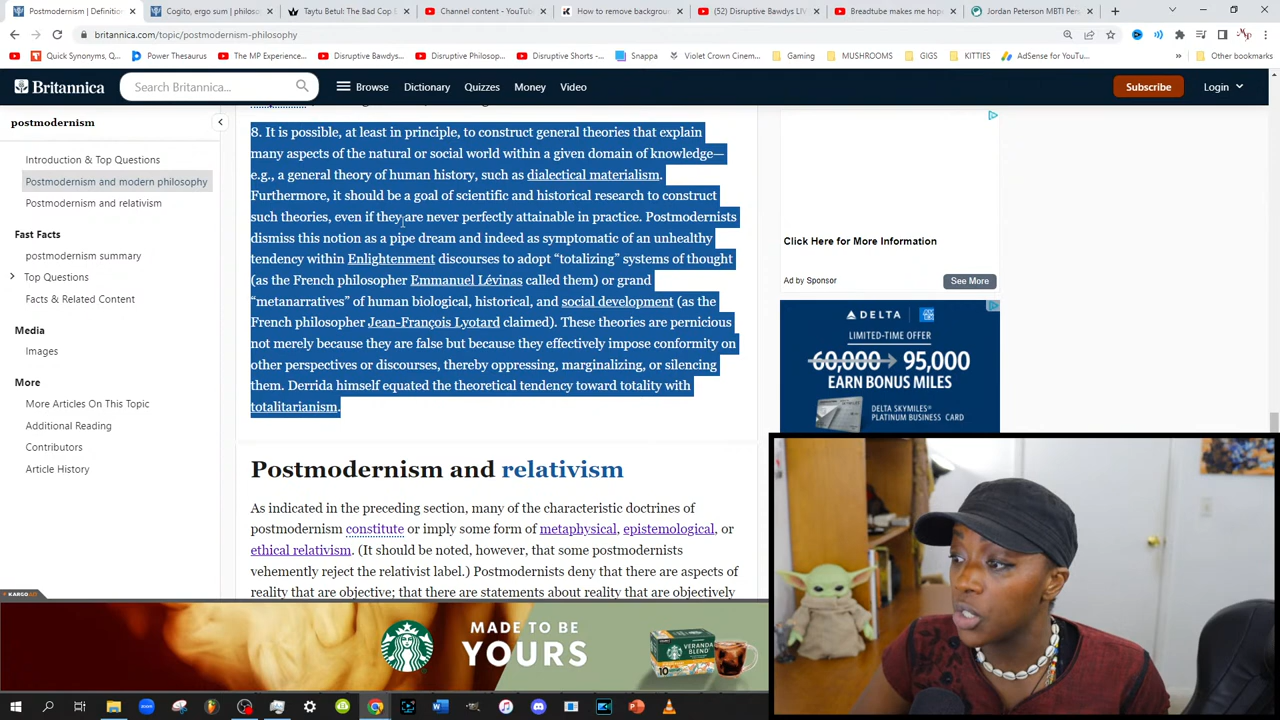 Postmodernism | Definitio
Cogito, ergo sum | philoso
Taytu Betul: The Bad Cop E
Channel content - YouTub
How to remove backgroun
(52) Disruptive Bawdys LIV
Breadtube makes me hope
Jordan Peterson MBTI Pers
britannica.com/topic/postmodernism-philosophy
Quick Synonyms, Qu...
Power Thesaurus
The MP Experience...
Disruptive Bawdys...
Disruptive Philosop...
Disruptive Shorts -...
Snappa
Violet Crown Cinem...
Gaming
MUSHROOMS
GIGS
KITTIES
AdSense for YouTu...
Other bookmarks
Britannica
Search Britannica...
Browse
Dictionary
Quizzes
Money
Video
Subscribe
Login
postmodernism
Introduction & Top Questions
Postmodernism and modern philosophy
Postmodernism and relativism
Fast Facts
postmodernism summary
Top Questions
Facts & Related Content
Media
Images
More
More Articles On This Topic
Additional Reading
Contributors
Article History
8. It is possible, at least in principle, to construct general theories that explain
many aspects of the natural or social world within a given domain of knowledge—
e.g., a general theory of human history, such as dialectical materialism.
Furthermore, it should be a goal of scientific and historical research to construct
such theories, even if they are never perfectly attainable in practice. Postmodernists
dismiss this notion as a pipe dream and indeed as symptomatic of an unhealthy
tendency within Enlightenment discourses to adopt “totalizing” systems of thought
(as the French philosopher Emmanuel Lévinas called them) or grand
“metanarratives” of human biological, historical, and social development (as the
French philosopher Jean-François Lyotard claimed). These theories are pernicious
not merely because they are false but because they effectively impose conformity on
other perspectives or discourses, thereby oppressing, marginalizing, or silencing
them. Derrida himself equated the theoretical tendency toward totality with
totalitarianism.
Postmodernism and relativism
As indicated in the preceding section, many of the characteristic doctrines of
postmodernism constitute or imply some form of metaphysical, epistemological, or
ethical relativism. (It should be noted, however, that some postmodernists
vehemently reject the relativist label.) Postmodernists deny that there are aspects of
reality that are objective; that there are statements about reality that are objectively
Click Here for More Information
Ad by Sponsor
See More
DELTA
LIMITED-TIME OFFER
60,000 → 95,000
EARN BONUS MILES
DELTA SKYMILES
PLATINUM BUSINESS CARD
MADE TO BE
YOURS
VERANDA
BLEND
10